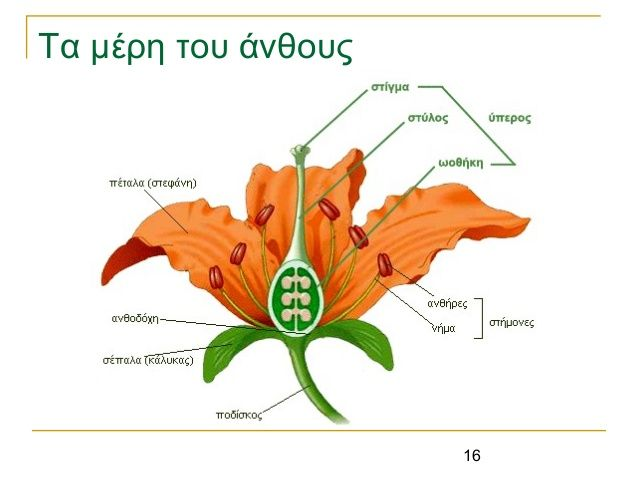 Τα μέρη του άνθους
στίγμα
στύλος
ύπερος
ωοθήκη
πέταλα (στεφάνη)
ανθήρες
ανθοδόχη
νήμα
στήμονες
σέπαλα (κάλυκας)
ποδίσκος
16